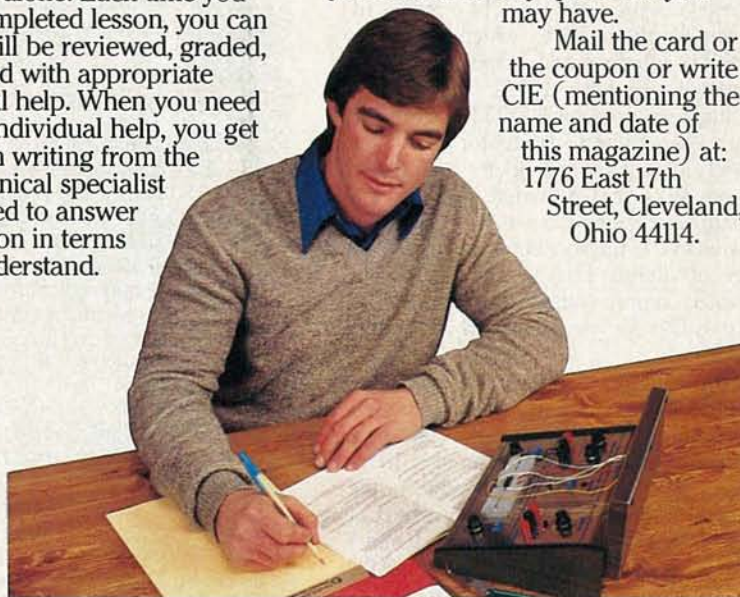 mpleted lesson, you can
ill be reviewed, graded,
d with appropriate
l help. When you need
ndividual help, you get
n writing from the
nical specialist
ed to answer
on in terms
derstand.
may have.
Mail the card or
the coupon or write
CIE (mentioning the
name and date of
this magazine) at:
1776 East 17th
Street, Cleveland,
Ohio 44114.